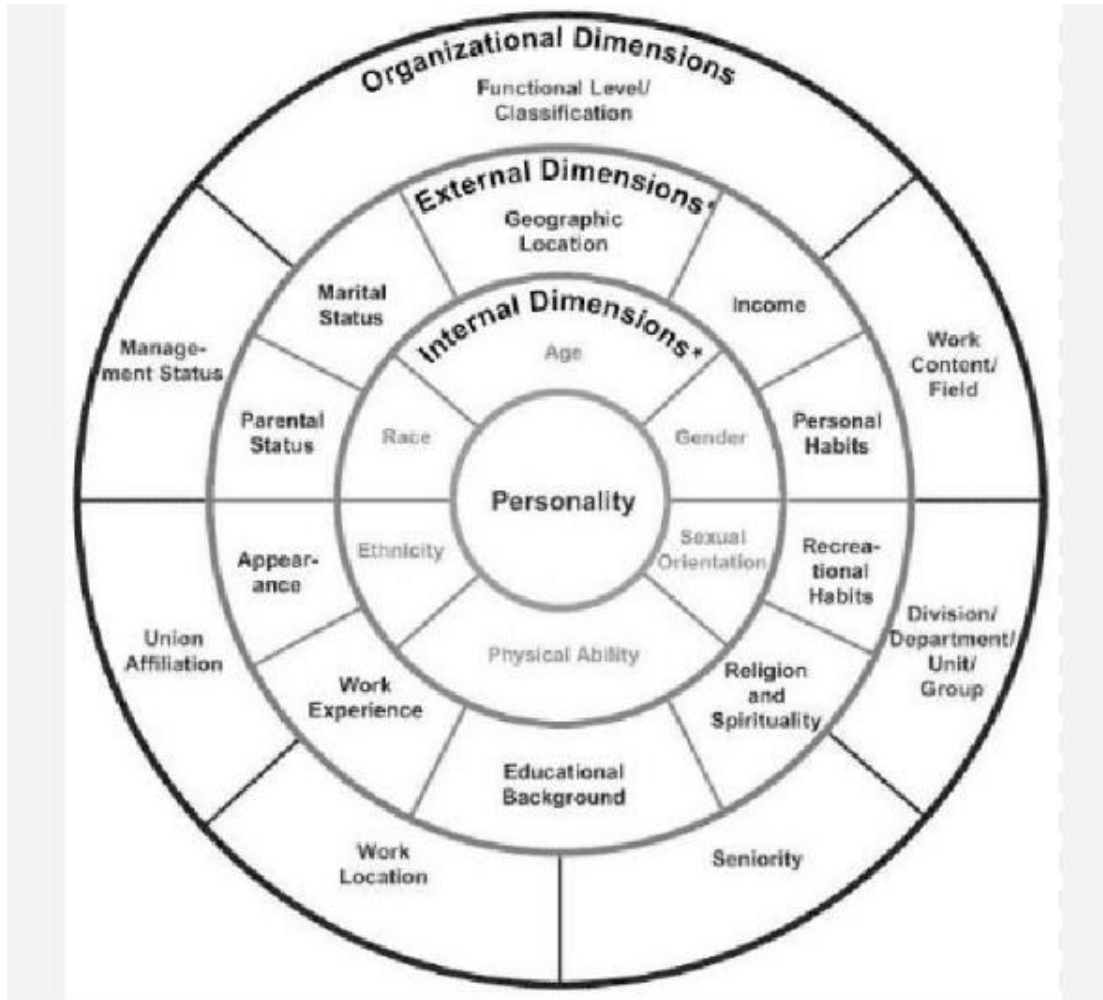 Organizational Dimensions
Functional Level/
Classification
External Dimensions*
Geographic
Location
Marital
Status
Income
Internal Dimensions*
Age
Manage-
ment Status
Work
Content/
Field
Parental
Status
Race
Gender
Personal
Habits
Personality
Appear-
ance
Ethnicity
Sexual
Orientation
Recrea-
tional
Habits
Union
Affiliation
Division/
Department/
Unit/
Group
Physical Ability
Work
Experience
Religion
and
Spirituality
Educational
Background
Work
Location
Seniority